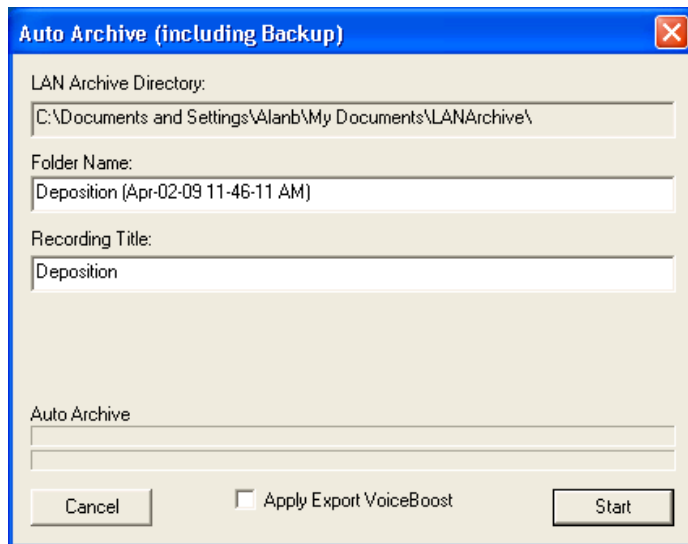 Auto Archive (including Backup)
LAN Archive Directory:
C:\Documents and Settings\Alanb\My Documents\LANArchive\
Folder Name:
Deposition (Apr-02-09 11-46-11 AM)
Recording Title:
Deposition
Auto Archive
Cancel
Apply Export VoiceBoost
Start